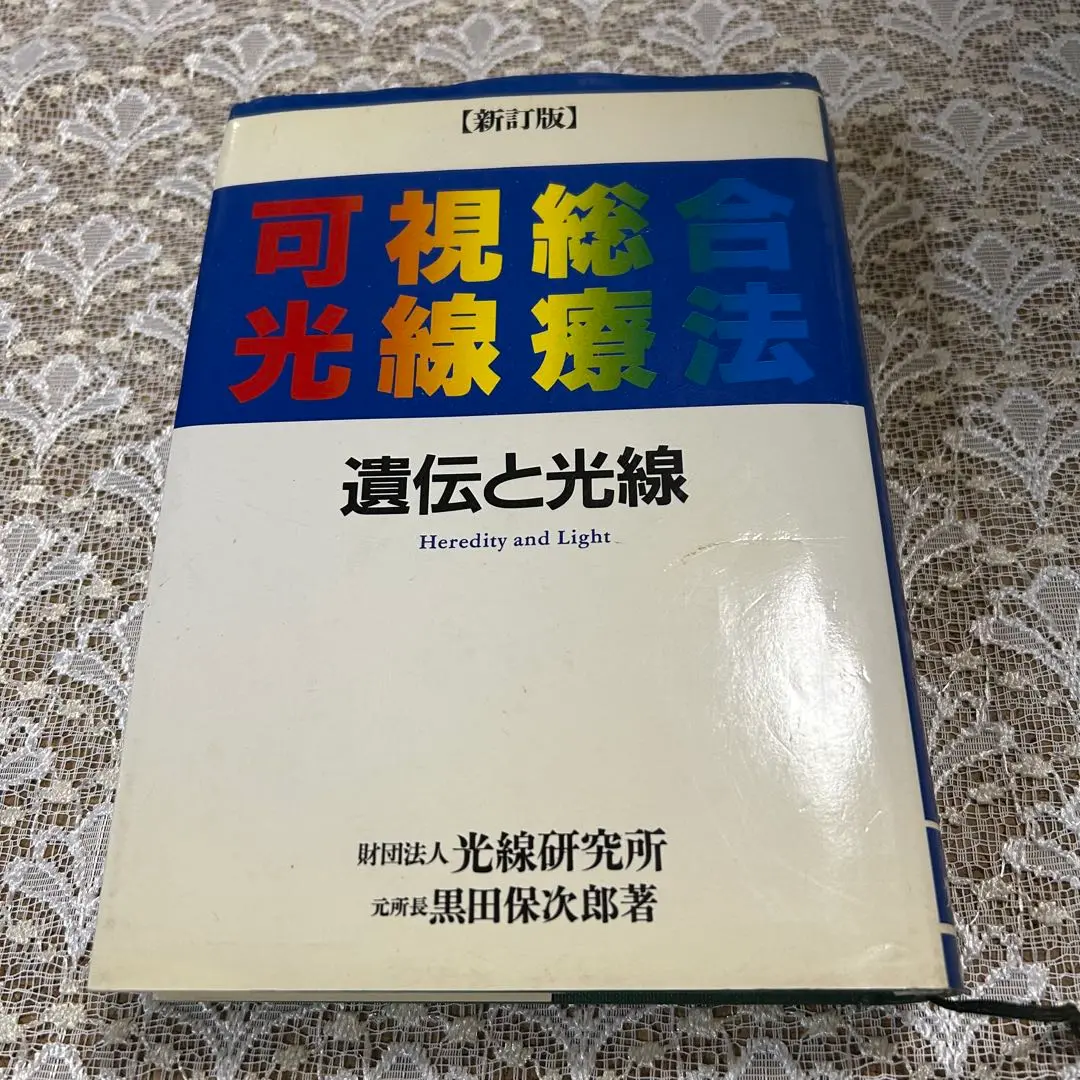 【新訂版】
可視総合
光線療法
遺伝と光線
Heredity and Light
財団法人 光線研究所
元所長 黒田保次郎著